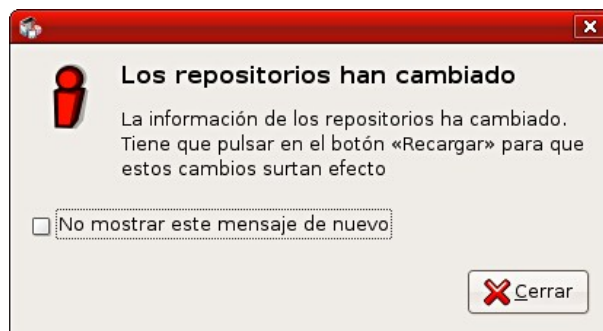 Los repositorios han cambiado
La información de los repositorios ha cambiado.
Tiene que pulsar en el botón «Recargar» para que
estos cambios surtan efecto
No mostrar este mensaje de nuevo
Cerrar